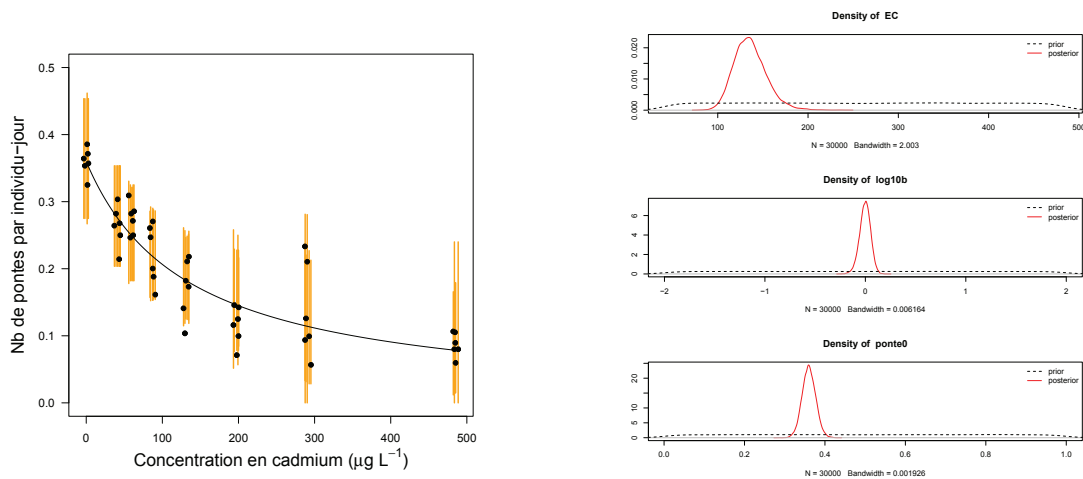 0.5
0.4
0.3
0.2
0.1
0.0
Nb de pontes par individu−jour
0 100 200 300 400 500
Concentration en cadmium (μg L−1)
Density of EC
0.020
0.010
0.000
prior
posterior
100 200 300 400 500
N = 30000 Bandwidth = 2.003
Density of log10b
6
4
2
0
prior
posterior
−2 −1 0 1 2
N = 30000 Bandwidth = 0.006164
Density of ponte0
20
10
5
0
prior
posterior
0.0 0.2 0.4 0.6 0.8 1.0
N = 30000 Bandwidth = 0.001926